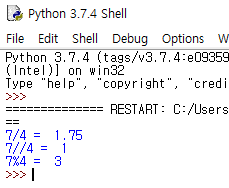 Python 3.7.4 Shell
File Edit Shell Debug Options
Python 3.7.4 (tags/v3.7.4:e09359
(Intel)] on win32
Type "help", "copyright", "credi
>>>
============= RESTART: C:/Users
==
7/4 = 1.75
7//4 = 1
7%4 = 3
>>>